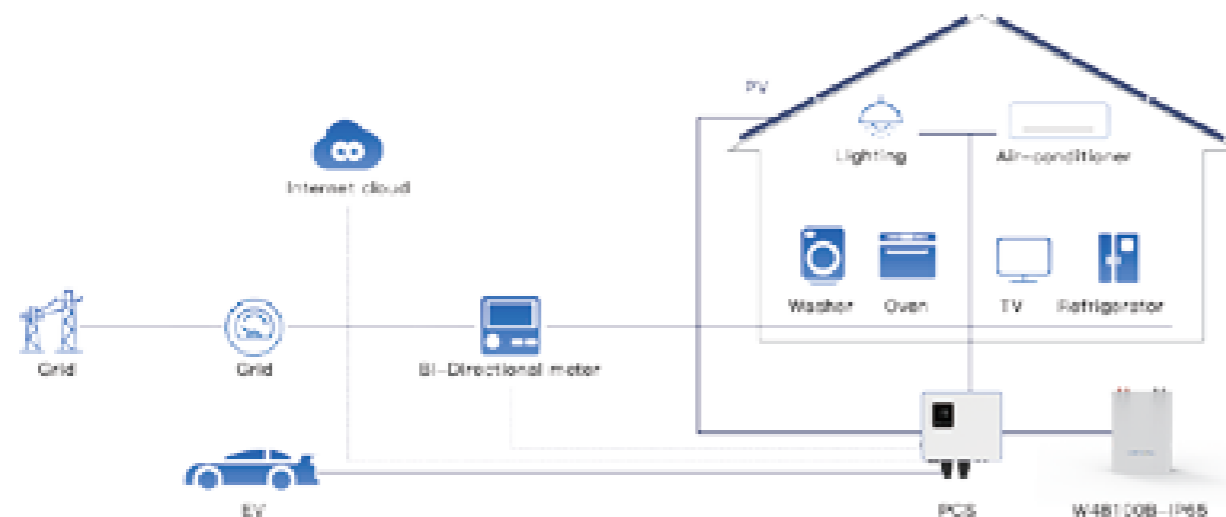 PV
Lighting
Air-conditioner
Internet cloud
Washer
Oven
TV
Refrigerator
Grid
Grid
Bi-Directional meter
EV
PCS
W48100B-IP65